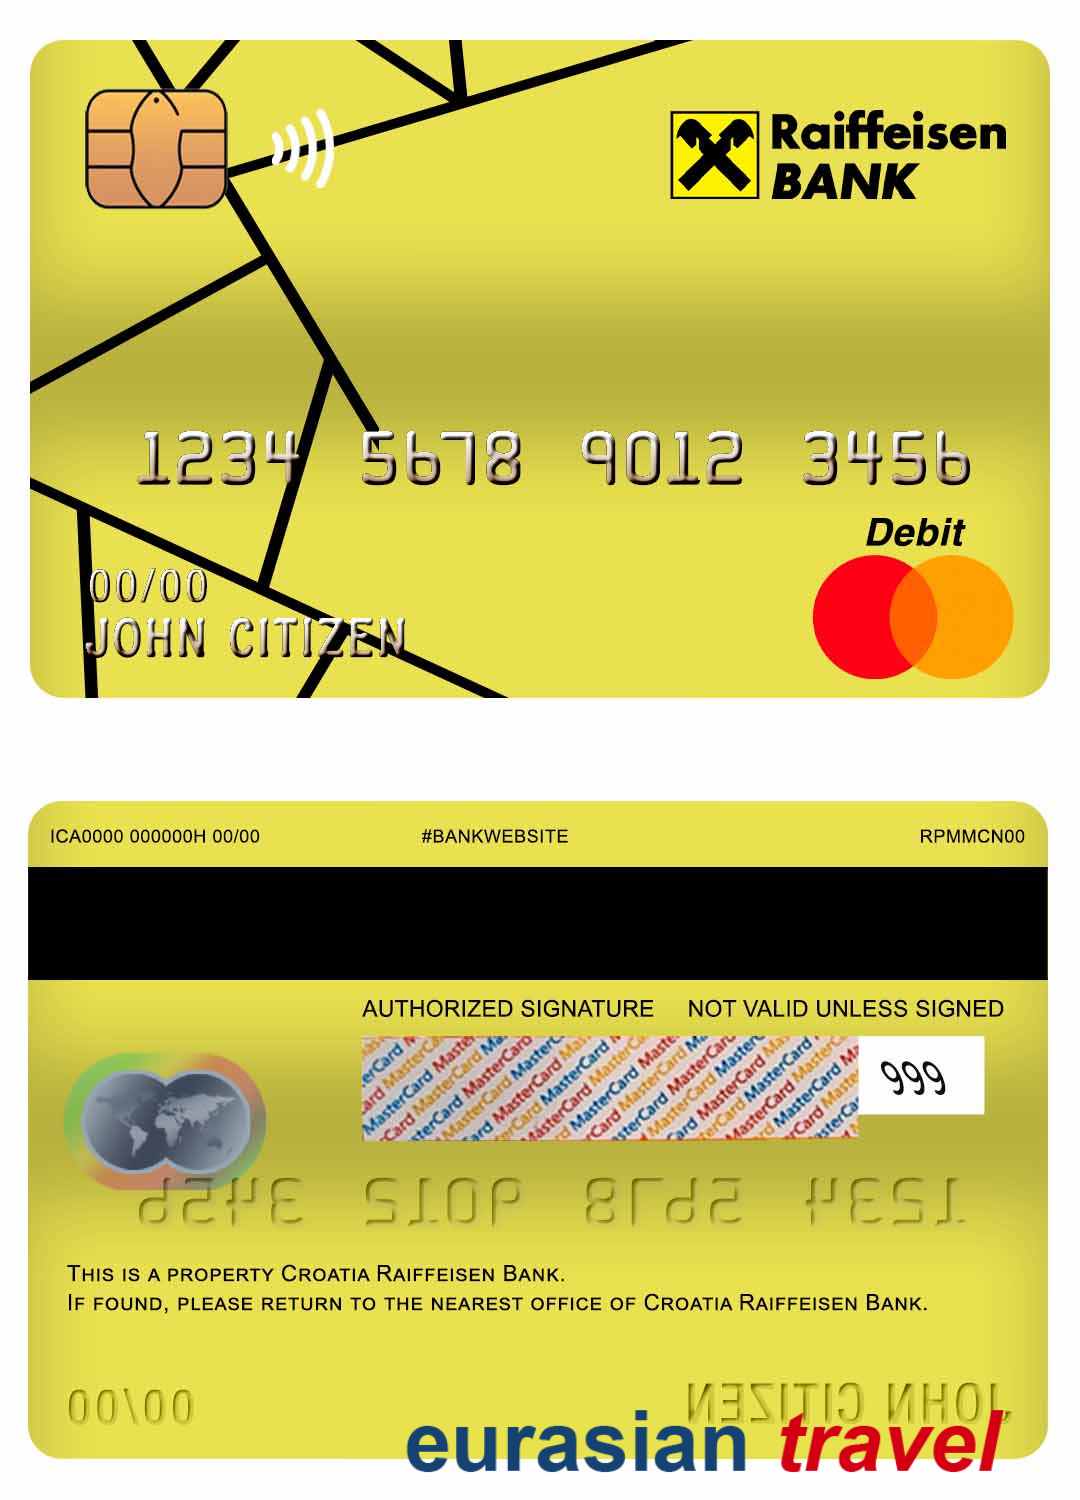 Raiffeisen
BANK
1234 5678 9012 3456
Debit
00/00
JOHN CITIZEN
ICA0000 000000H 00/00 #BANKWEBSITE RPMMCN00
AUTHORIZED SIGNATURE NOT VALID UNLESS SIGNED
MasterCard MasterCard MasterCard MasterCard MasterCard
999
1234 5678 9012 3456
THIS IS A PROPERTY CROATIA RAIFFEISEN BANK.
IF FOUND, PLEASE RETURN TO THE NEAREST OFFICE OF CROATIA RAIFFEISEN BANK.
00/00 JOHN CITIZEN
eurasian travel